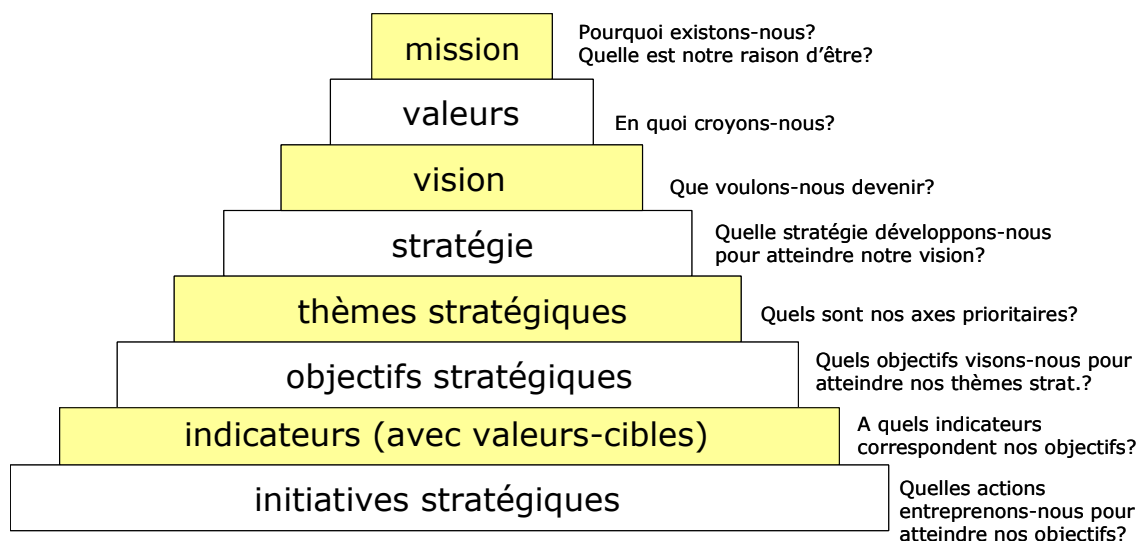 mission
Pourquoi existons-nous?
Quelle est notre raison d'être?
valeurs
En quoi croyons-nous?
vision
Que voulons-nous devenir?
stratégie
Quelle stratégie développons-nous
pour atteindre notre vision?
thèmes stratégiques
Quels sont nos axes prioritaires?
objectifs stratégiques
Quels objectifs visons-nous pour
atteindre nos thèmes strat.?
indicateurs (avec valeurs-cibles)
A quels indicateurs
correspondent nos objectifs?
initiatives stratégiques
Quelles actions
entreprenons-nous pour
atteindre nos objectifs?